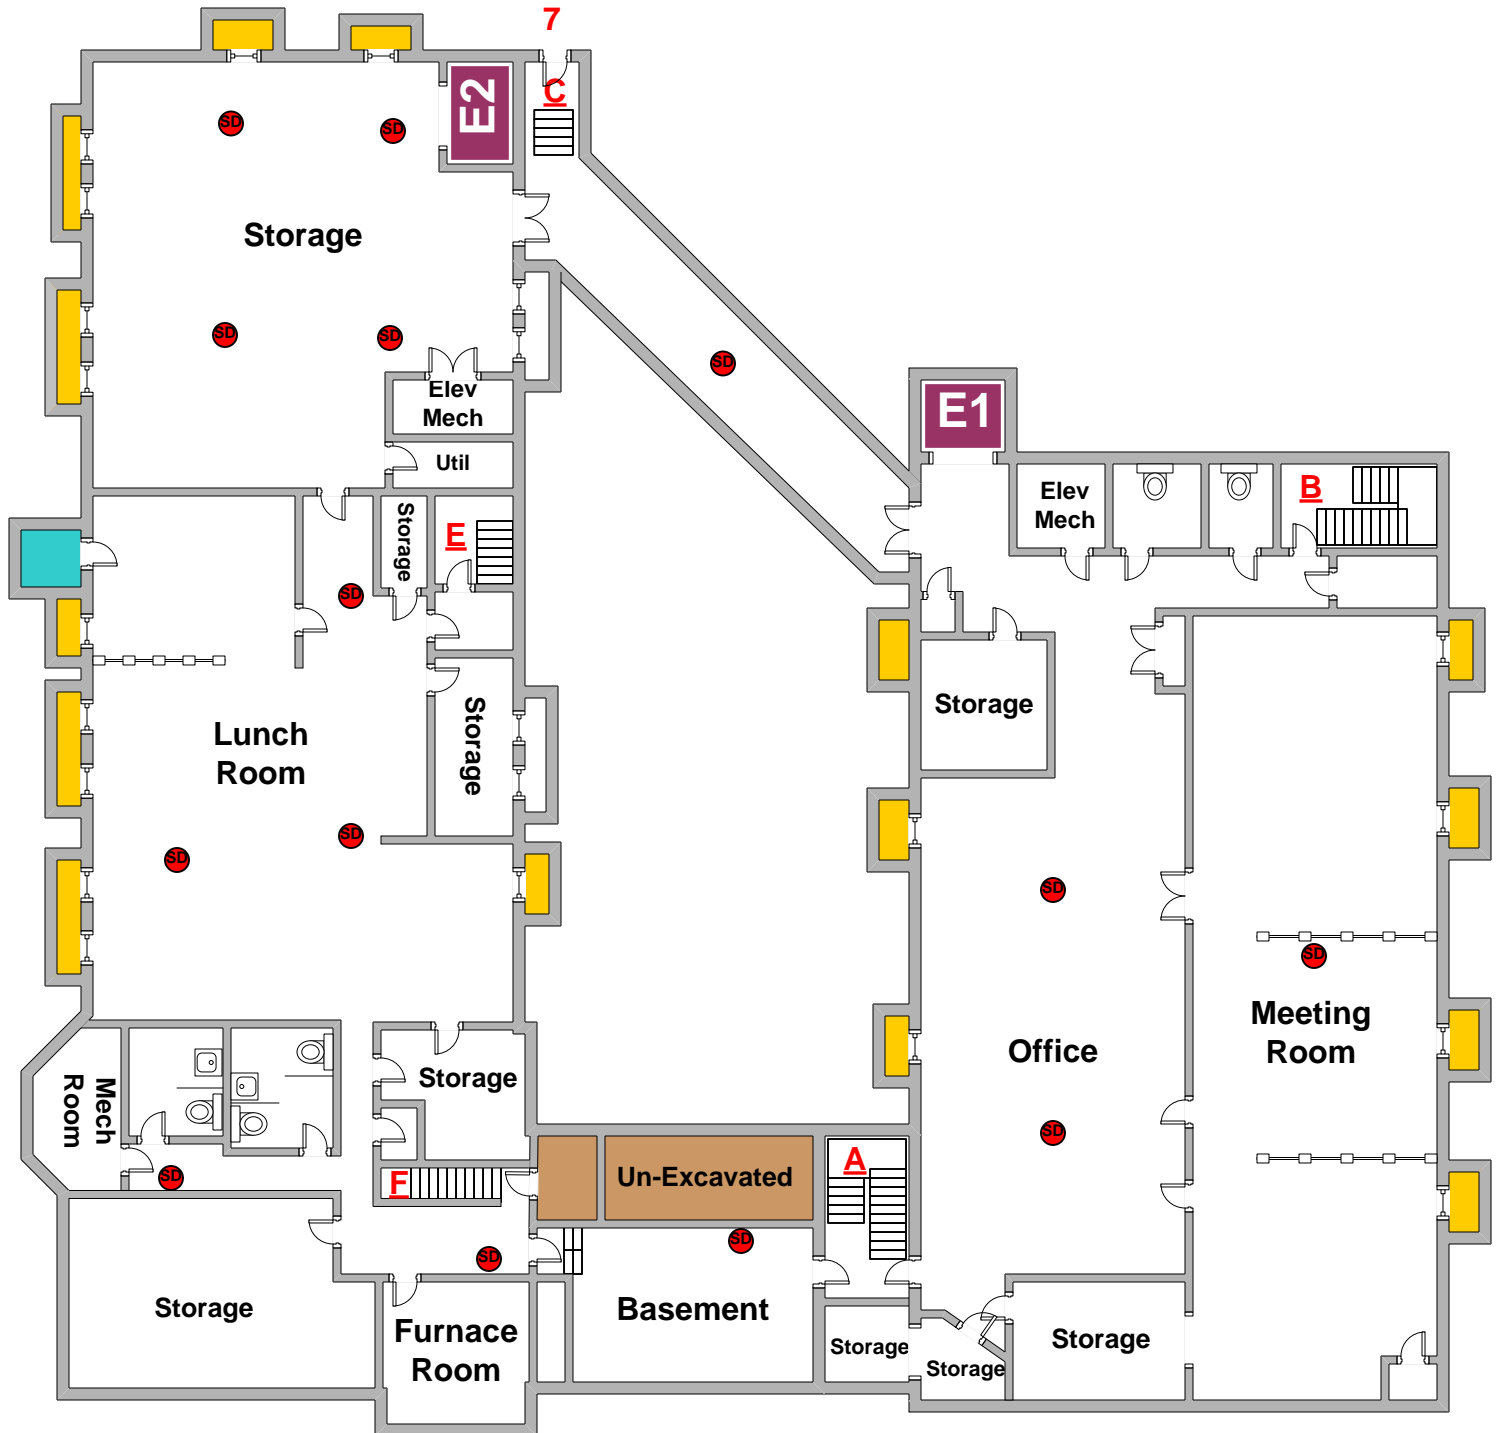 7
C
E2
SD
SD
Storage
SD
SD
SD
Elev
Mech
E1
Util
Elev
Mech
B
Storage
E
SD
Storage
Storage
Lunch
Room
SD
SD
SD
SD
Meeting
Room
Office
Storage
Mech
Room
SD
A
Un-Excavated
SD
F
SD
SD
Storage
Basement
Furnace
Room
Storage
Storage
Storage